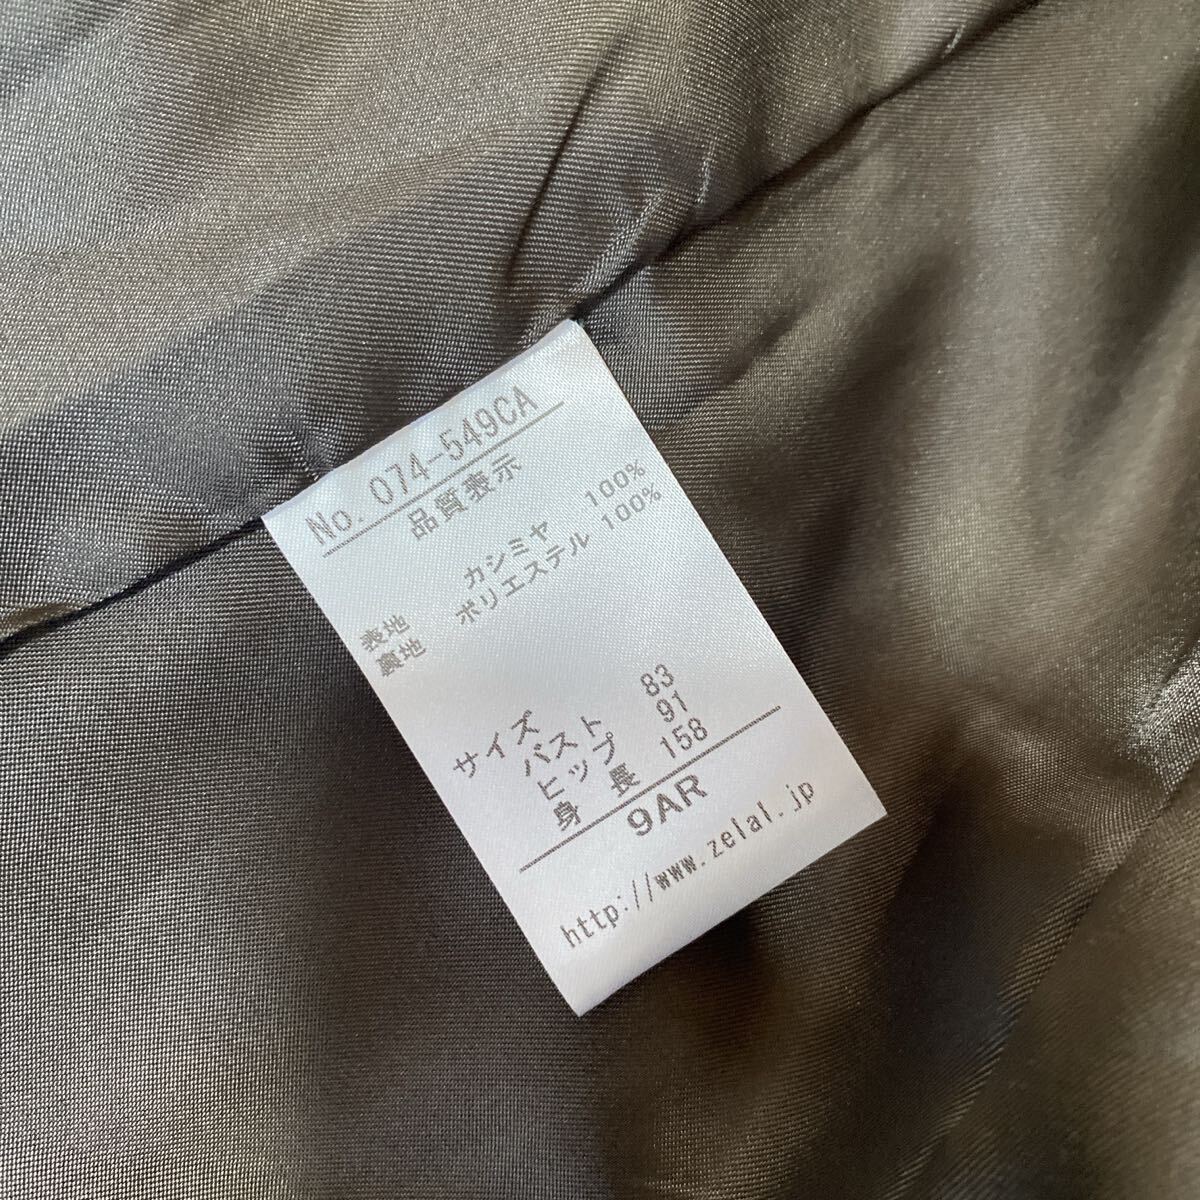 No. 074-549CA
品質表示
表地 カシミヤ 100%
裏地 ポリエステル 100%
サイズ
バスト 83
ヒップ 91
身長 158
9AR
http://www.zelal.jp